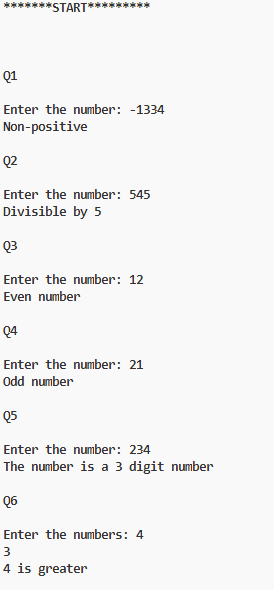 *******START*********
Q1
Enter the number: -1334
Non-positive
Q2
Enter the number: 545
Divisible by 5
Q3
Enter the number: 12
Even number
Q4
Enter the number: 21
Odd number
Q5
Enter the number: 234
The number is a 3 digit number
Q6
Enter the numbers: 4
3
4 is greater